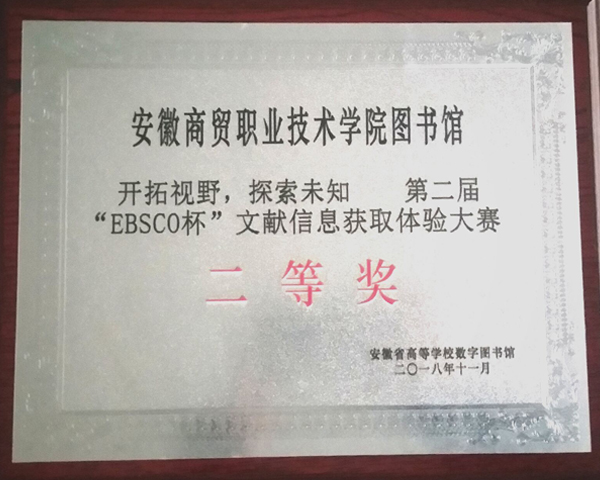 安徽商贸职业技术学院图书馆
开拓视野，探索未知　　第二届
“EBSCO杯”文献信息获取体验大赛
二等奖
安徽省高等学校数字图书馆
二〇一八年十一月